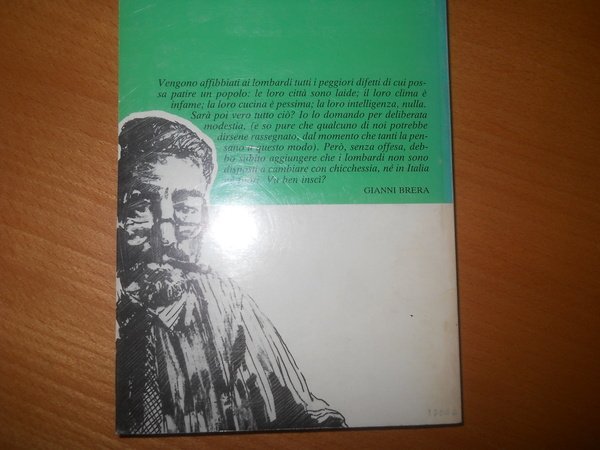 Vengono affibbiati ai lombardi tutti i peggiori difetti di cui pos-
sa patire un popolo: le loro città sono laide; il loro clima è
infame; la loro cucina è pessima; la loro intelligenza, nulla.
Sarà poi vero tutto ciò? Io lo domando per deliberata
modestia, (e so pure che qualcuno di noi potrebbe
dirsene rassegnato, dal momento che tanti la pen-
sano a questo modo). Però, senza offesa, deb-
bo subito aggiungere che i lombardi non sono
disposti a cambiare con chicchessia, né in Italia
né fuori. Va ben inscì?
GIANNI BRERA